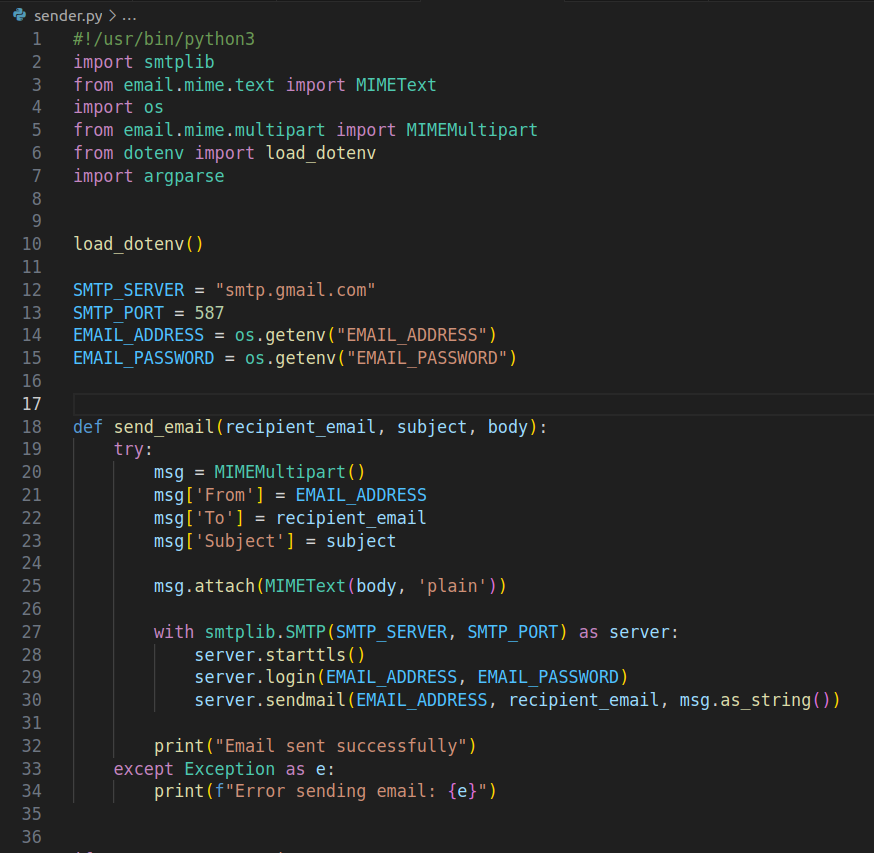 sender.py > ...
1 #!/usr/bin/python3
2 import smtplib
3 from email.mime.text import MIMEText
4 import os
5 from email.mime.multipart import MIMEMultipart
6 from dotenv import load_dotenv
7 import argparse
8
9
10 load_dotenv()
11
12 SMTP_SERVER = "smtp.gmail.com"
13 SMTP_PORT = 587
14 EMAIL_ADDRESS = os.getenv("EMAIL_ADDRESS")
15 EMAIL_PASSWORD = os.getenv("EMAIL_PASSWORD")
16
17
18 def send_email(recipient_email, subject, body):
19     try:
20         msg = MIMEMultipart()
21         msg['From'] = EMAIL_ADDRESS
22         msg['To'] = recipient_email
23         msg['Subject'] = subject
24
25         msg.attach(MIMEText(body, 'plain'))
26
27         with smtplib.SMTP(SMTP_SERVER, SMTP_PORT) as server:
28             server.starttls()
29             server.login(EMAIL_ADDRESS, EMAIL_PASSWORD)
30             server.sendmail(EMAIL_ADDRESS, recipient_email, msg.as_string())
31
32         print("Email sent successfully")
33     except Exception as e:
34         print(f"Error sending email: {e}")
35
36